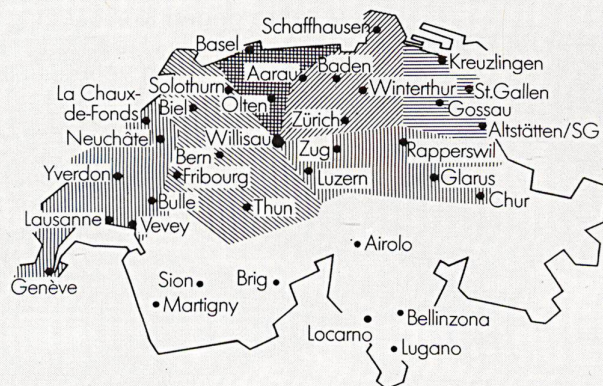 Schaffhausen
Basel
Kreuzlingen
Aarau
Baden
Solothurn
Winterthur
St.Gallen
La Chaux-
de-Fonds
Biel
Olten
Gossau
Zürich
Altstätten/SG
Neuchâtel
Willisau
Zug
Rapperswil
Bern
Yverdon
Fribourg
Luzern
Glarus
Bulle
Chur
Thun
Lausanne
Vevey
Airolo
Genève
Sion
Brig
Martigny
Bellinzona
Locarno
Lugano